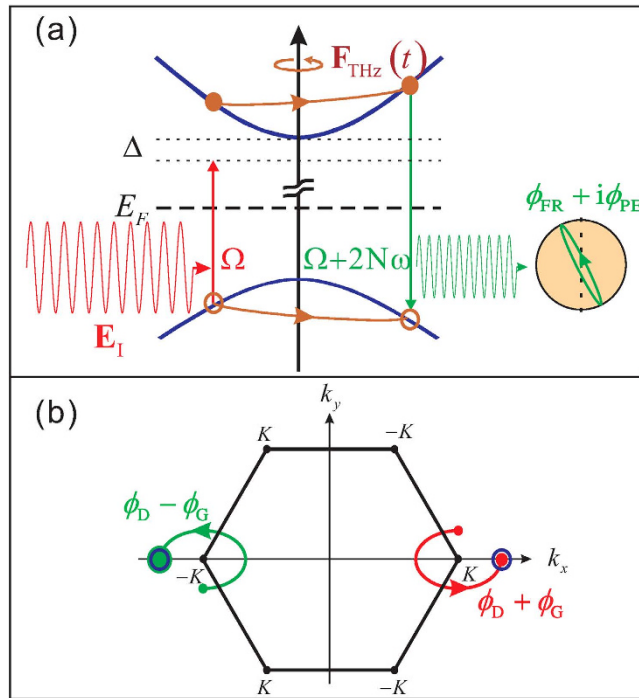 (a)
F_THz (t)
Δ
E_F
ϕ_FR + iϕ_PE
Ω
Ω+2Nω
E_I
(b)
k_y
K
−K
ϕ_D − ϕ_G
−K
K
k_x
ϕ_D + ϕ_G
K
−K